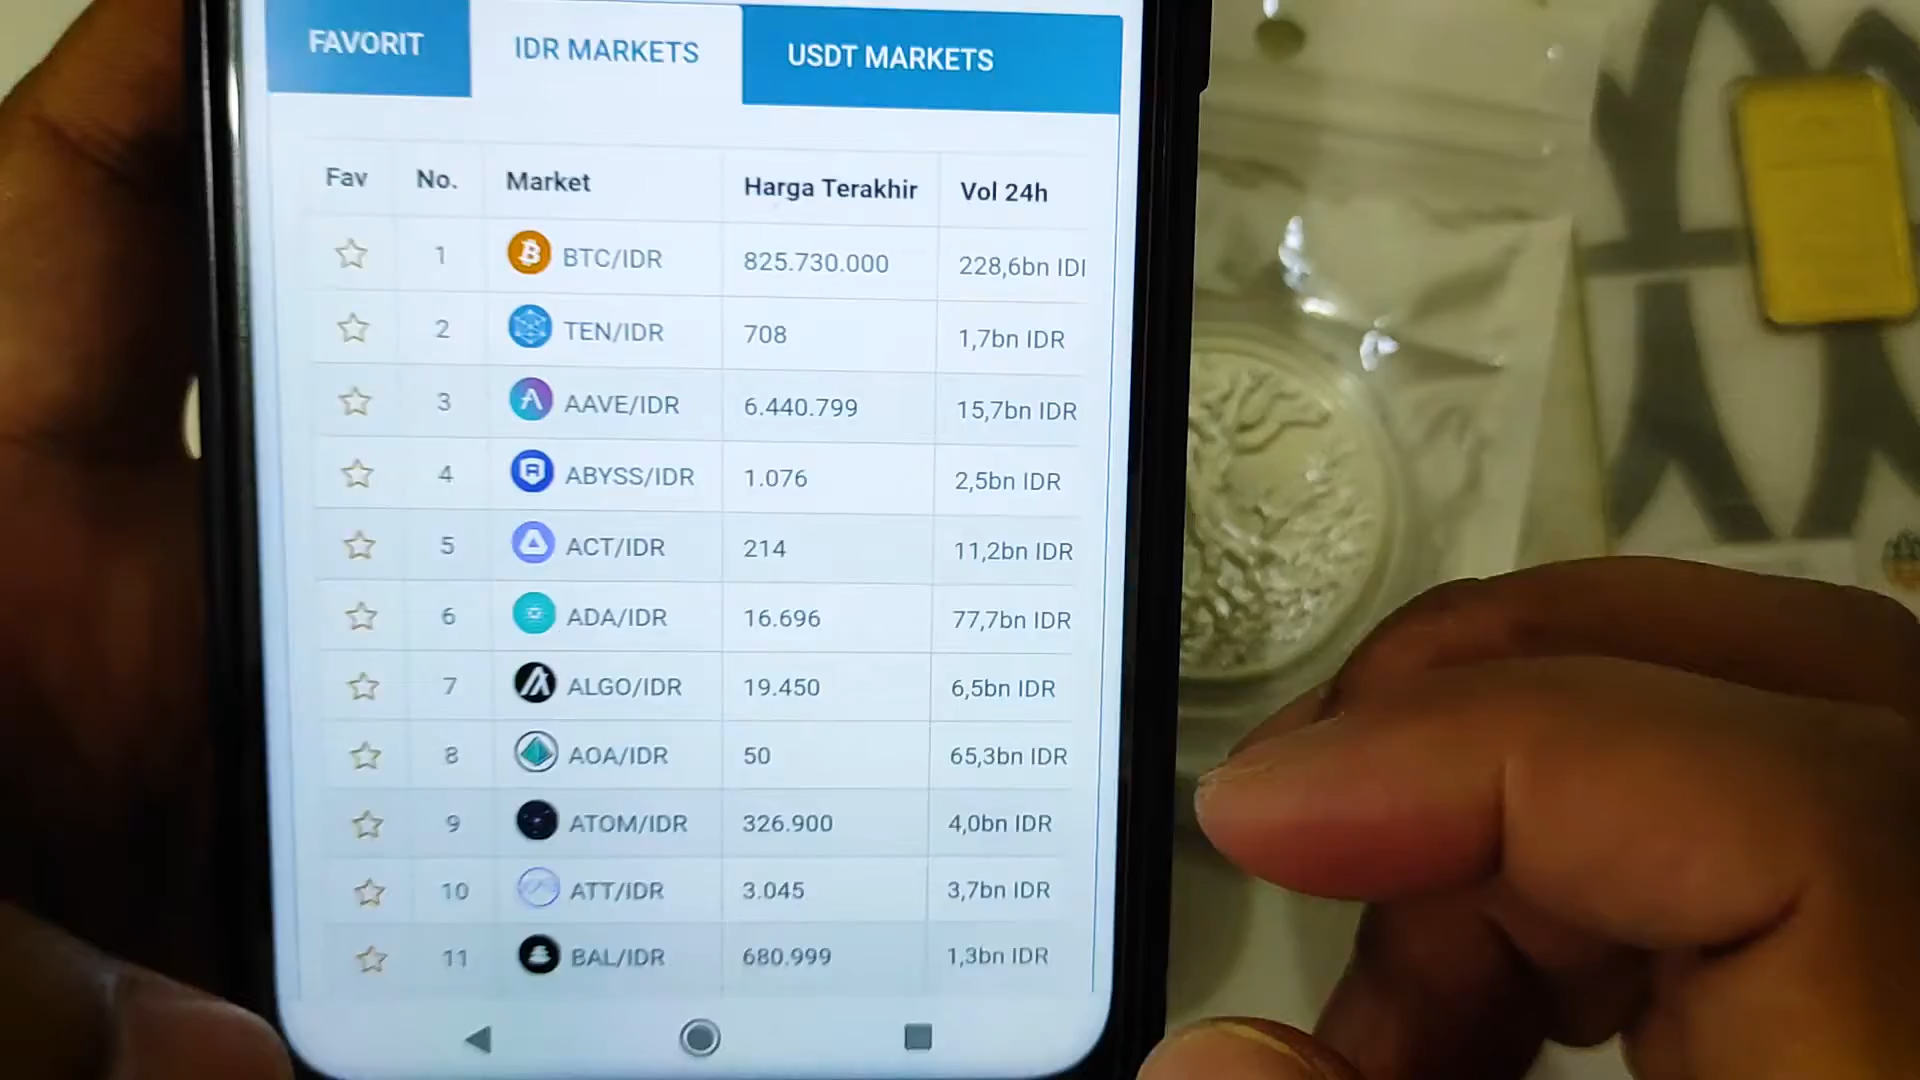 FAVORIT IDR MARKETS USDT MARKETS
Fav No. Market Harga Terakhir Vol 24h
1 BTC/IDR 825.730.000 228,6bn IDI
2 TEN/IDR 708 1,7bn IDR
3 AAVE/IDR 6.440.799 15,7bn IDR
4 ABYSS/IDR 1.076 2,5bn IDR
5 ACT/IDR 214 11,2bn IDR
6 ADA/IDR 16.696 77,7bn IDR
7 ALGO/IDR 19.450 6,5bn IDR
8 AOA/IDR 50 65,3bn IDR
9 ATOM/IDR 326.900 4,0bn IDR
10 ATT/IDR 3.045 3,7bn IDR
11 BAL/IDR 680.999 1,3bn IDR